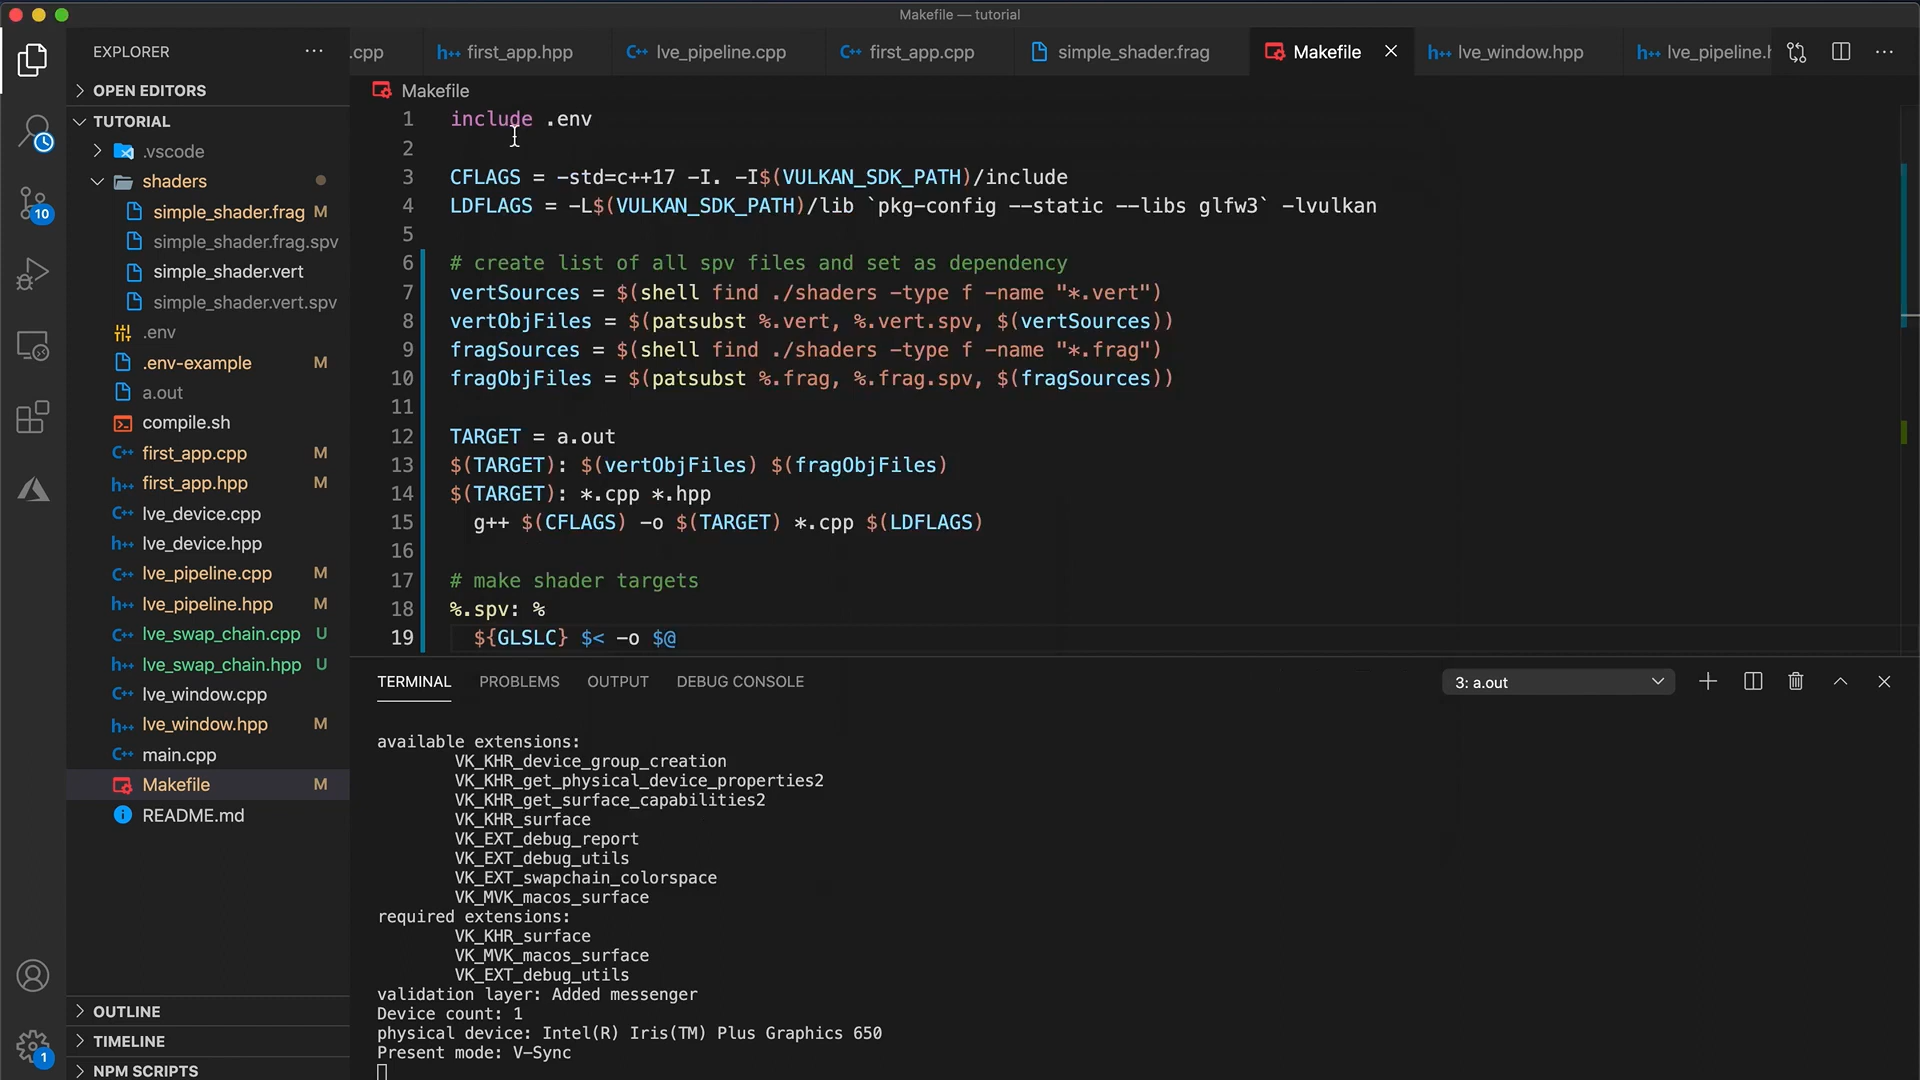 Makefile — tutorial
EXPLORER
.cpp
first_app.hpp
lve_pipeline.cpp
first_app.cpp
simple_shader.frag
Makefile
lve_window.hpp
lve_pipeline.h
OPEN EDITORS
TUTORIAL
.vscode
shaders
simple_shader.frag M
simple_shader.frag.spv
simple_shader.vert
simple_shader.vert.spv
.env
.env-example M
a.out
compile.sh
first_app.cpp M
first_app.hpp M
lve_device.cpp
lve_device.hpp
lve_pipeline.cpp M
lve_pipeline.hpp M
lve_swap_chain.cpp U
lve_swap_chain.hpp U
lve_window.cpp
lve_window.hpp M
main.cpp
Makefile M
README.md
OUTLINE
TIMELINE
NPM SCRIPTS
10
1
Makefile
1 include .env
2
3 CFLAGS = -std=c++17 -I. -I$(VULKAN_SDK_PATH)/include
4 LDFLAGS = -L$(VULKAN_SDK_PATH)/lib `pkg-config --static --libs glfw3` -lvulkan
5
6 # create list of all spv files and set as dependency
7 vertSources = $(shell find ./shaders -type f -name "*.vert")
8 vertObjFiles = $(patsubst %.vert, %.vert.spv, $(vertSources))
9 fragSources = $(shell find ./shaders -type f -name "*.frag")
10 fragObjFiles = $(patsubst %.frag, %.frag.spv, $(fragSources))
11
12 TARGET = a.out
13 $(TARGET): $(vertObjFiles) $(fragObjFiles)
14 $(TARGET): *.cpp *.hpp
15 g++ $(CFLAGS) -o $(TARGET) *.cpp $(LDFLAGS)
16
17 # make shader targets
18 %.spv: %
19 ${GLSLC} $< -o $@
TERMINAL PROBLEMS OUTPUT DEBUG CONSOLE
3: a.out
available extensions:
VK_KHR_device_group_creation
VK_KHR_get_physical_device_properties2
VK_KHR_get_surface_capabilities2
VK_KHR_surface
VK_EXT_debug_report
VK_EXT_debug_utils
VK_EXT_swapchain_colorspace
VK_MVK_macos_surface
required extensions:
VK_KHR_surface
VK_MVK_macos_surface
VK_EXT_debug_utils
validation layer: Added messenger
Device count: 1
physical device: Intel(R) Iris(TM) Plus Graphics 650
Present mode: V-Sync